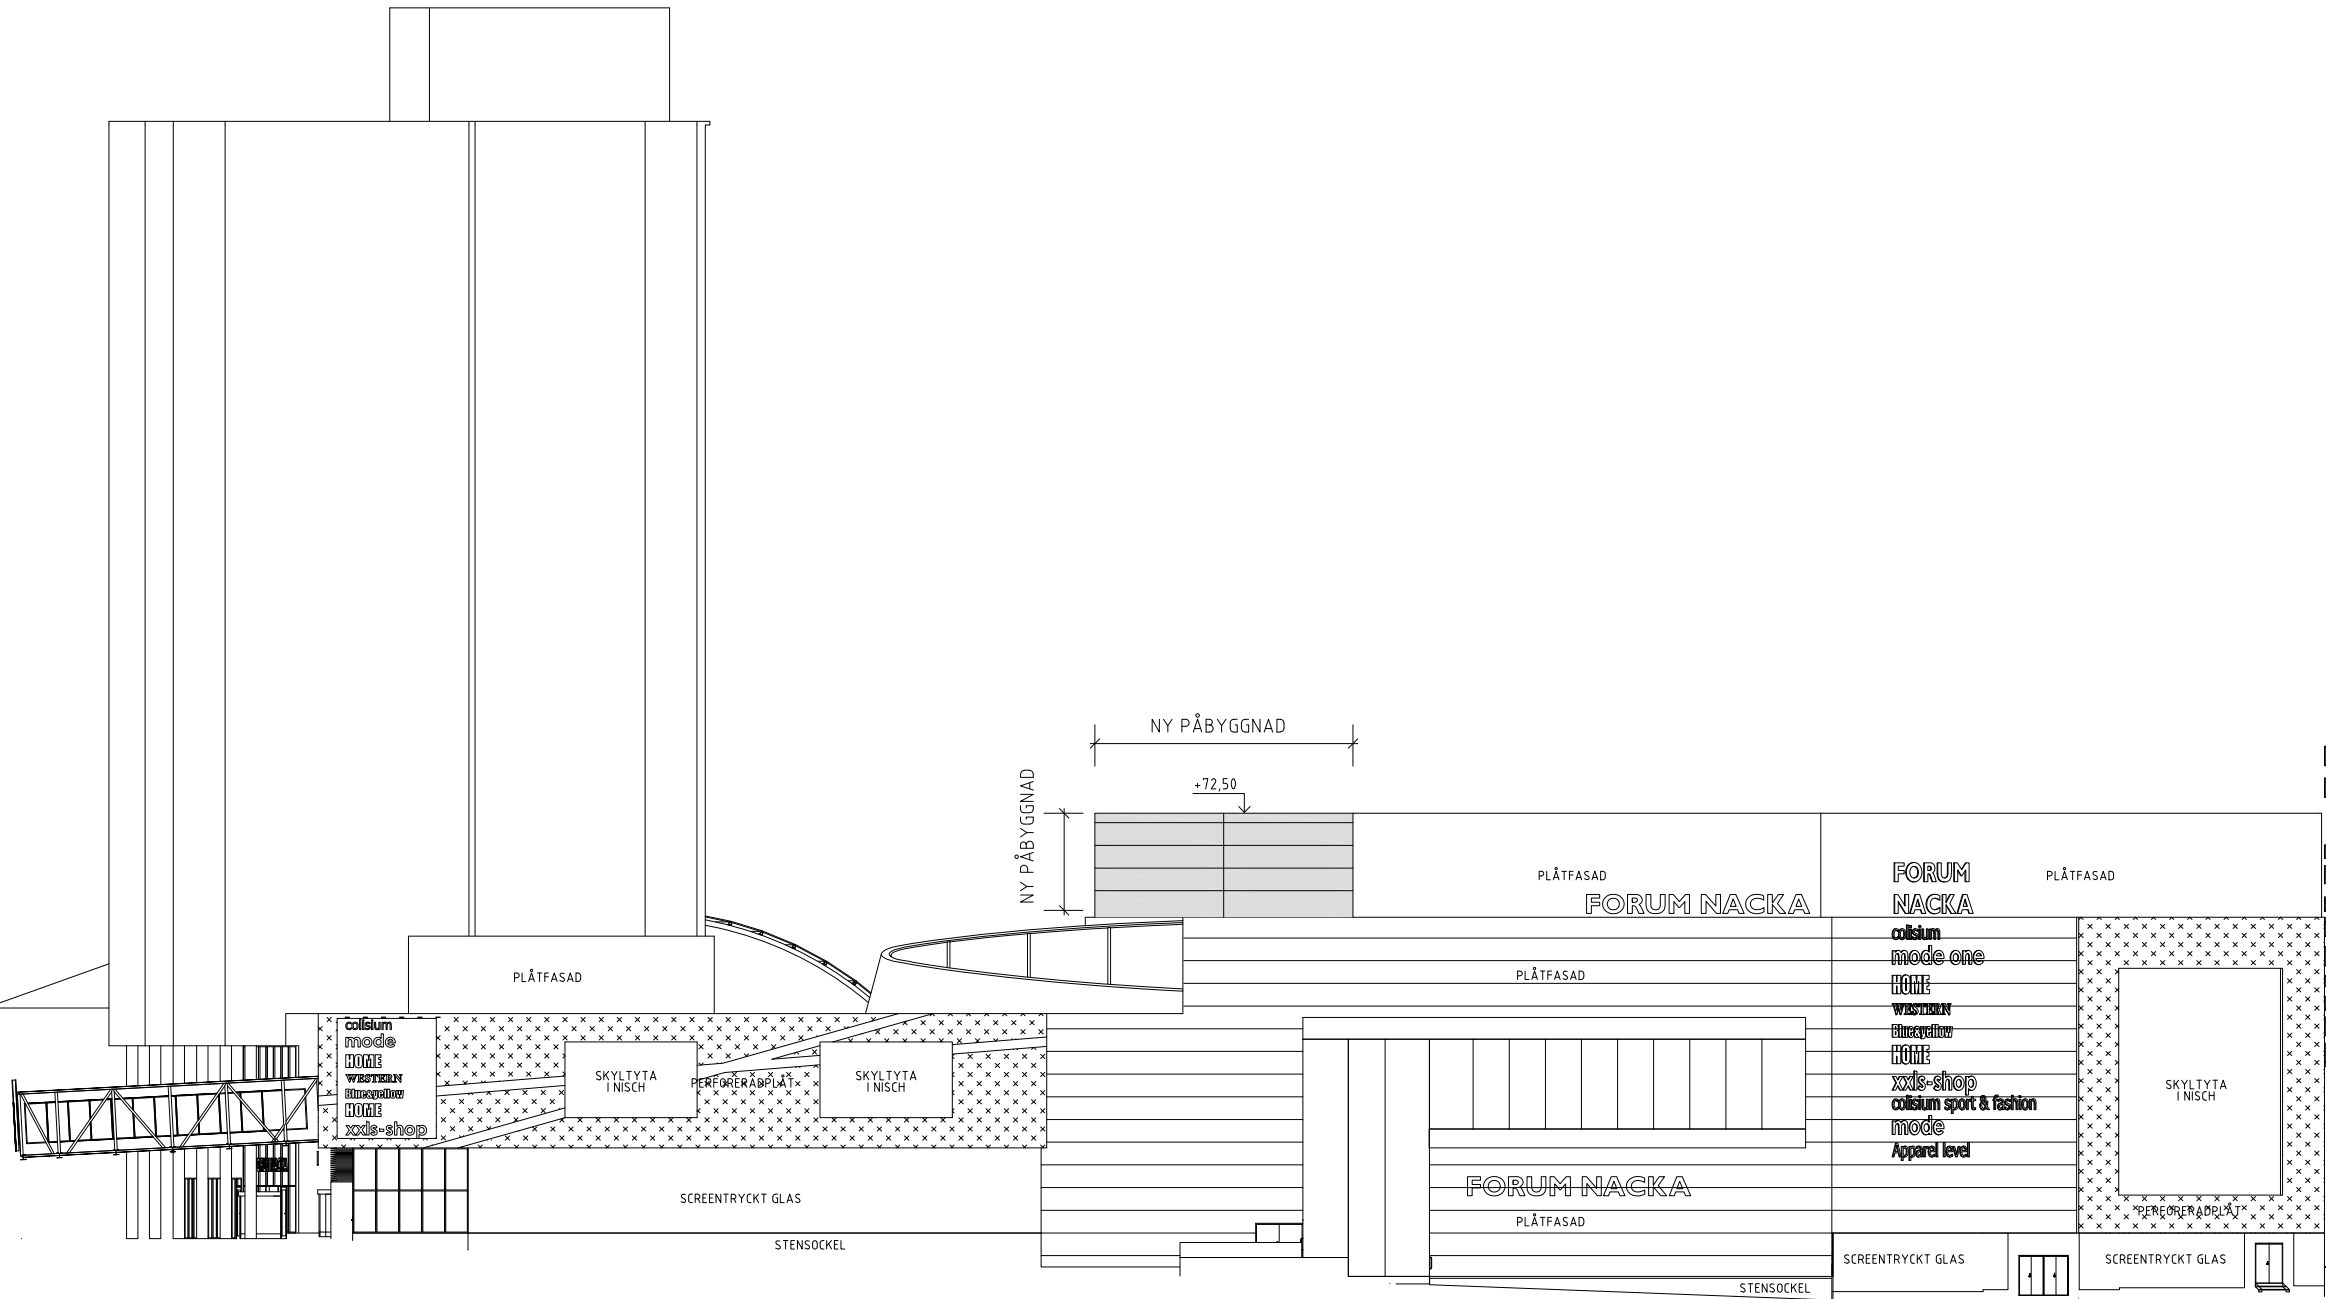 NY PÅBYGGNAD
NY PÅBYGGNAD
+72,50
PLÅTFASAD
FORUM NACKA
PLÅTFASAD
FORUM
NACKA
colisium
mode one
HOME
WESTERN
Blue&yellow
HOME
xxls-shop
colisium sport & fashion
mode
Apparel level
PLÅTFASAD
PLÅTFASAD
colisium
mode
HOME
WESTERN
Blue&yellow
HOME
xxls-shop
SKYLTYTA
I NISCH
PERFORERADPLÅT
SKYLTYTA
I NISCH
SKYLTYTA
I NISCH
PERFORERADPLÅT
SCREENTRYCKT GLAS
STENSOCKEL
FORUM NACKA
PLÅTFASAD
SCREENTRYCKT GLAS
SCREENTRYCKT GLAS
STENSOCKEL